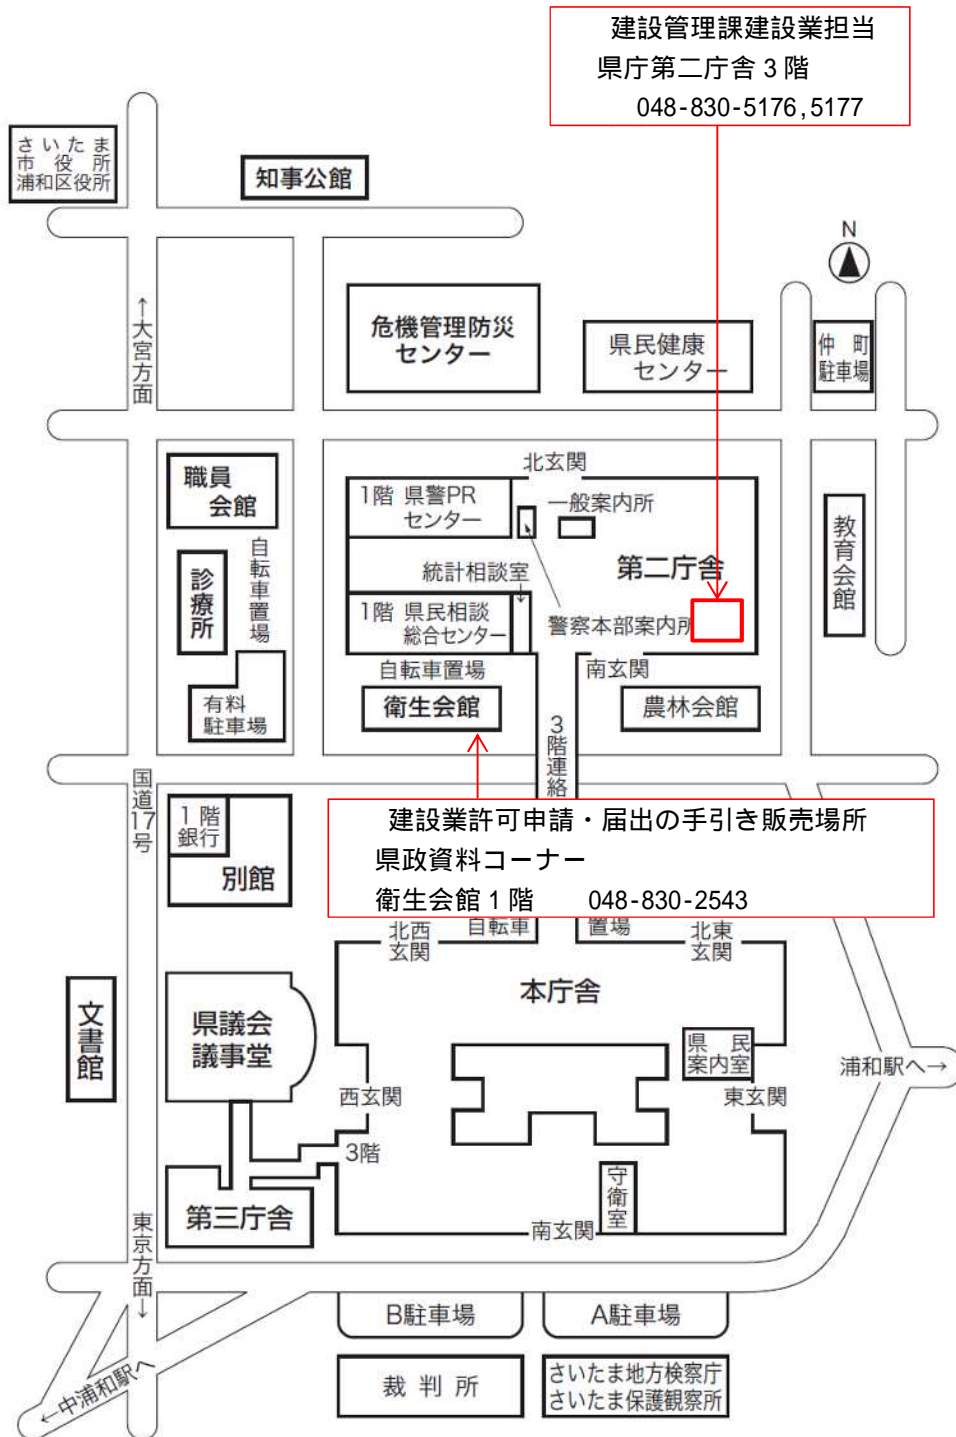 建設管理課建設業担当
県庁第二庁舎３階
048-830-5176,5177
さいたま
市役所
浦和区役所
知事公館
N
←大宮方面
危機管理防災
センター
県民健康
センター
仲町
駐車場
北玄関
職員
会館
1階 県警PR
センター
一般案内所
教育会館
自転車置場
診療所
第二庁舎
統計相談室
↓
1階 県民相談
総合センター
警察本部案内所
自転車置場
南玄関
有料
駐車場
衛生会館
農林会館
3階連絡
国道17号
1階
銀行
別館
建設業許可申請・届出の手引き販売場所
県政資料コーナー
衛生会館１階 048-830-2543
北西
玄関
自転車
置場
北東
玄関
本庁舎
文書館
県議会
議事堂
県民
案内室
浦和駅へ→
西玄関
東玄関
3階
守衛室
第三庁舎
南玄関
東京方面→
B駐車場
A駐車場
←中浦和駅へ
裁判所
さいたま地方検察庁
さいたま保護観察所